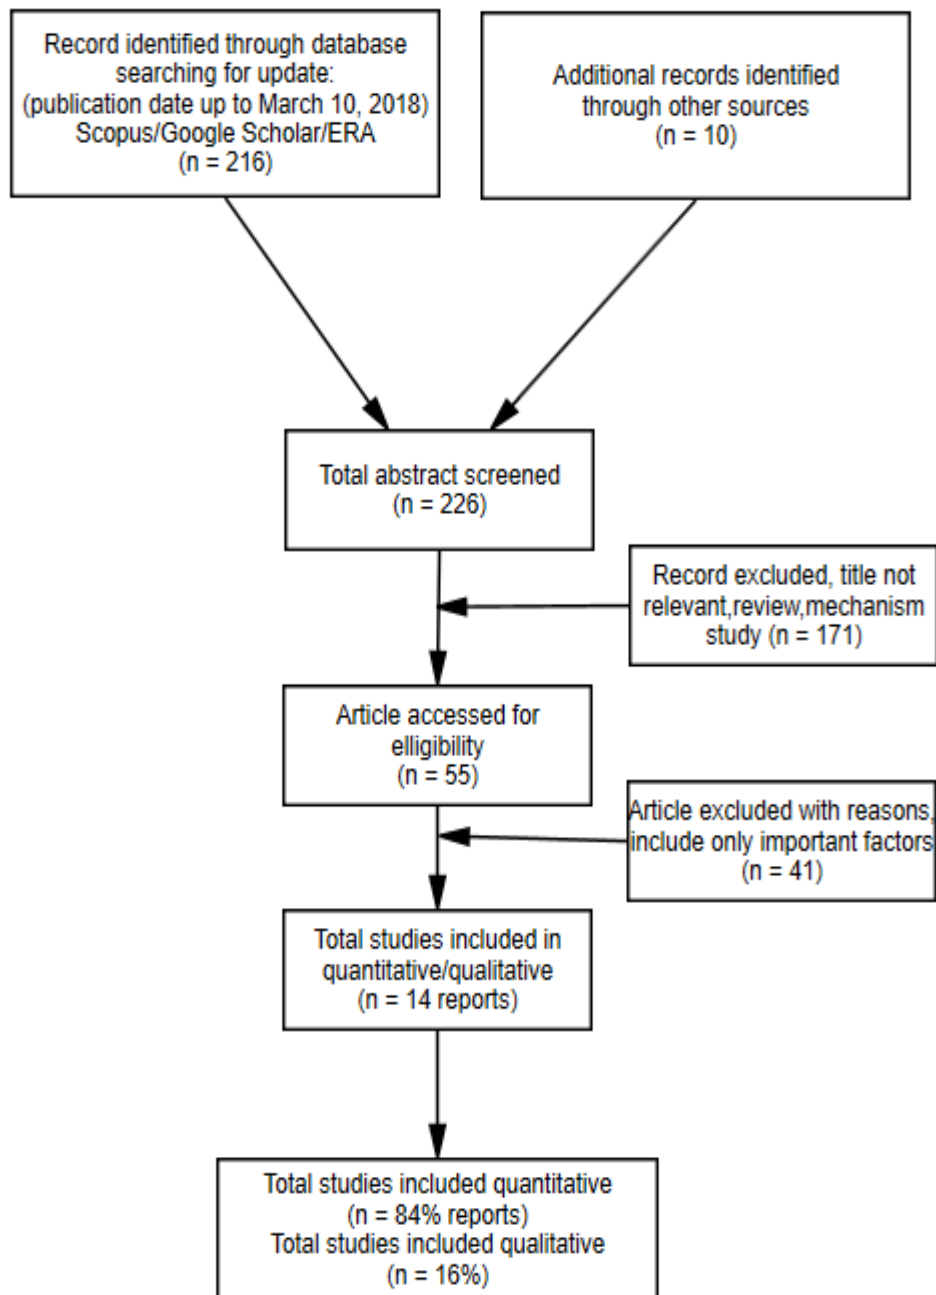 Record identified through database
searching for update:
(publication date up to March 10, 2018)
Scopus/Google Scholar/ERA
(n = 216)
Additional records identified
through other sources
(n = 10)
Total abstract screened
(n = 226)
Record excluded, title not
relevant,review,mechanism
study (n = 171)
Article accessed for
elligibility
(n = 55)
Article excluded with reasons,
include only important factors
(n = 41)
Total studies included in
quantitative/qualitative
(n = 14 reports)
Total studies included quantitative
(n = 84% reports)
Total studies included qualitative
(n = 16%)